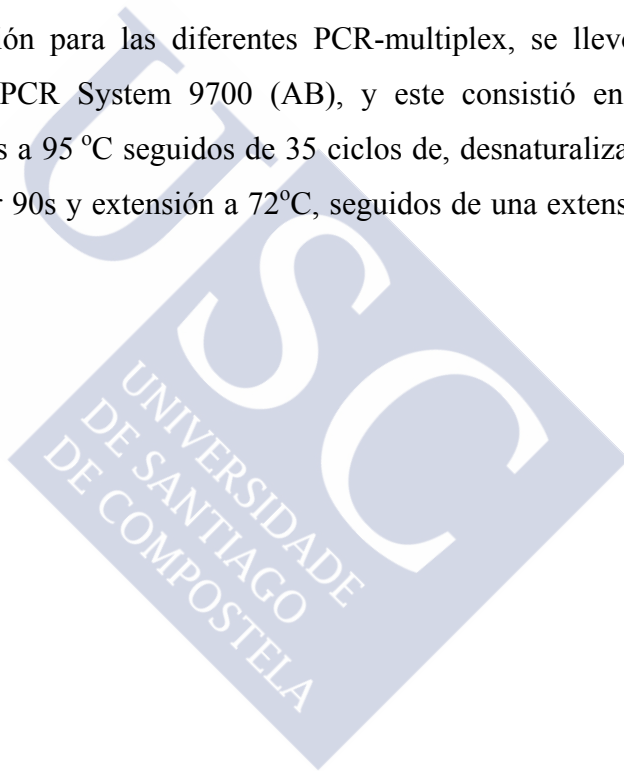 ión para las diferentes PCR-multiplex, se llevó
PCR System 9700 (AB), y este consistió en
s a 95 ºC seguidos de 35 ciclos de, desnaturaliza
r 90s y extensión a 72ºC, seguidos de una extens
USC
UNIVERSIDADE
DE SANTIAGO
DE COMPOSTELA